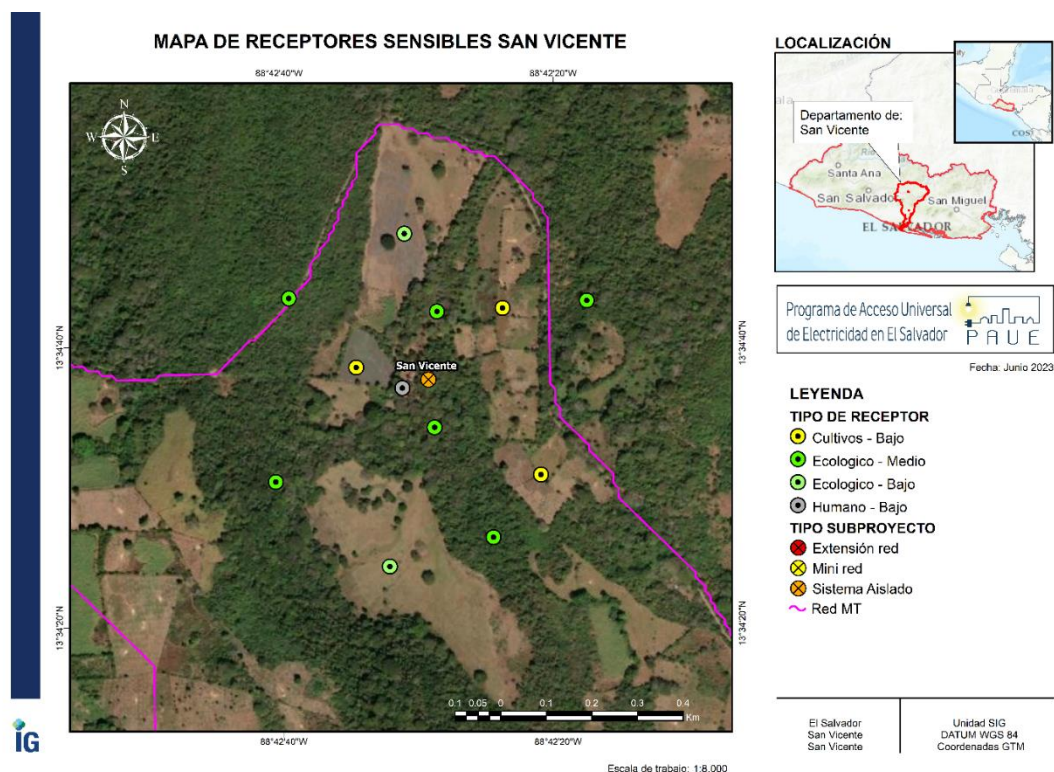 MAPA DE RECEPTORES SENSIBLES SAN VICENTE
88°42'40"W
88°42'20"W
N
W
E
S
13°34'40"N
13°34'40"N
San Vicente
13°34'20"N
13°34'20"N
0.1 0.05 0 0.1 0.2 0.3 0.4
Km
88°42'40"W
88°42'20"W
Escala de trabajo: 1:8,000
IG
LOCALIZACIÓN
Departamento de:
San Vicente
Santa Ana
San Salvador
San Miguel
EL SALVADOR
Programa de Acceso Universal
de Electricidad en El Salvador
PAUE
Fecha: Junio 2023
LEYENDA
TIPO DE RECEPTOR
Cultivos - Bajo
Ecologico - Medio
Ecologico - Bajo
Humano - Bajo
TIPO SUBPROYECTO
Extensión red
Mini red
Sistema Aislado
Red MT
El Salvador
San Vicente
San Vicente
Unidad SIG
DATUM WGS 84
Coordenadas GTM